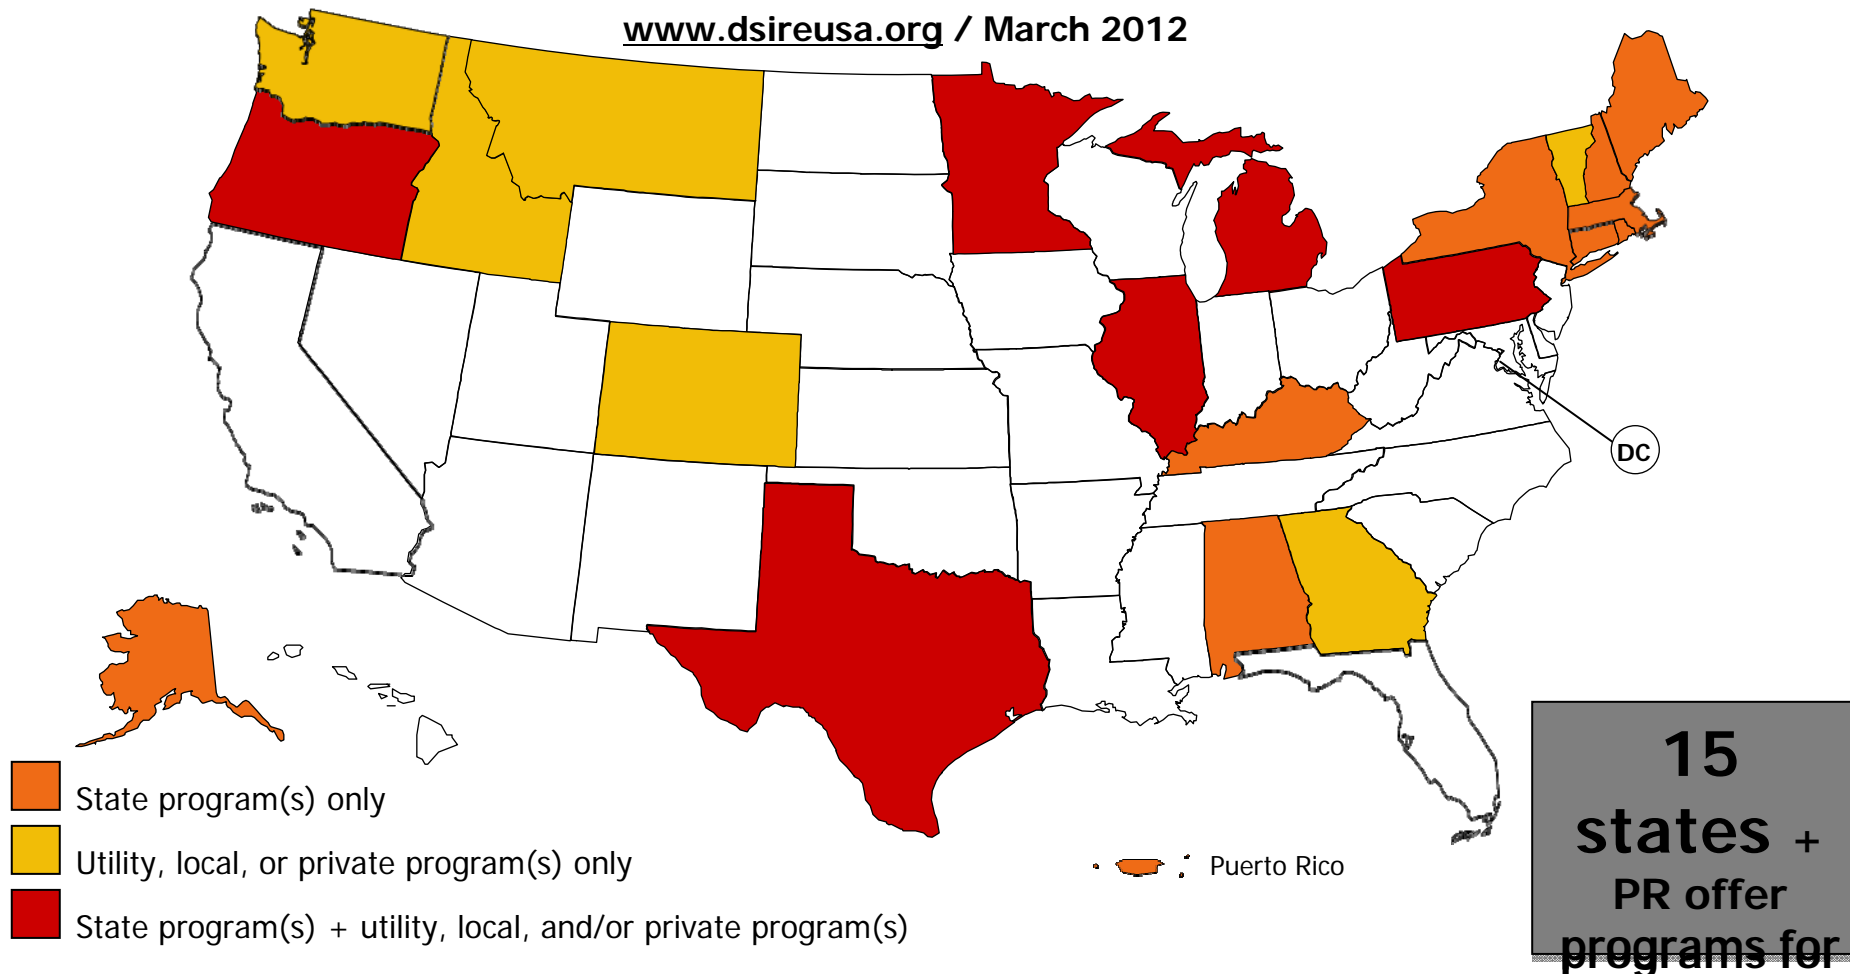 www.dsireusa.org / March 2012
DC
State program(s) only
Utility, local, or private program(s) only
State program(s) + utility, local, and/or private program(s)
Puerto Rico
15
states +
PR offer
programs for